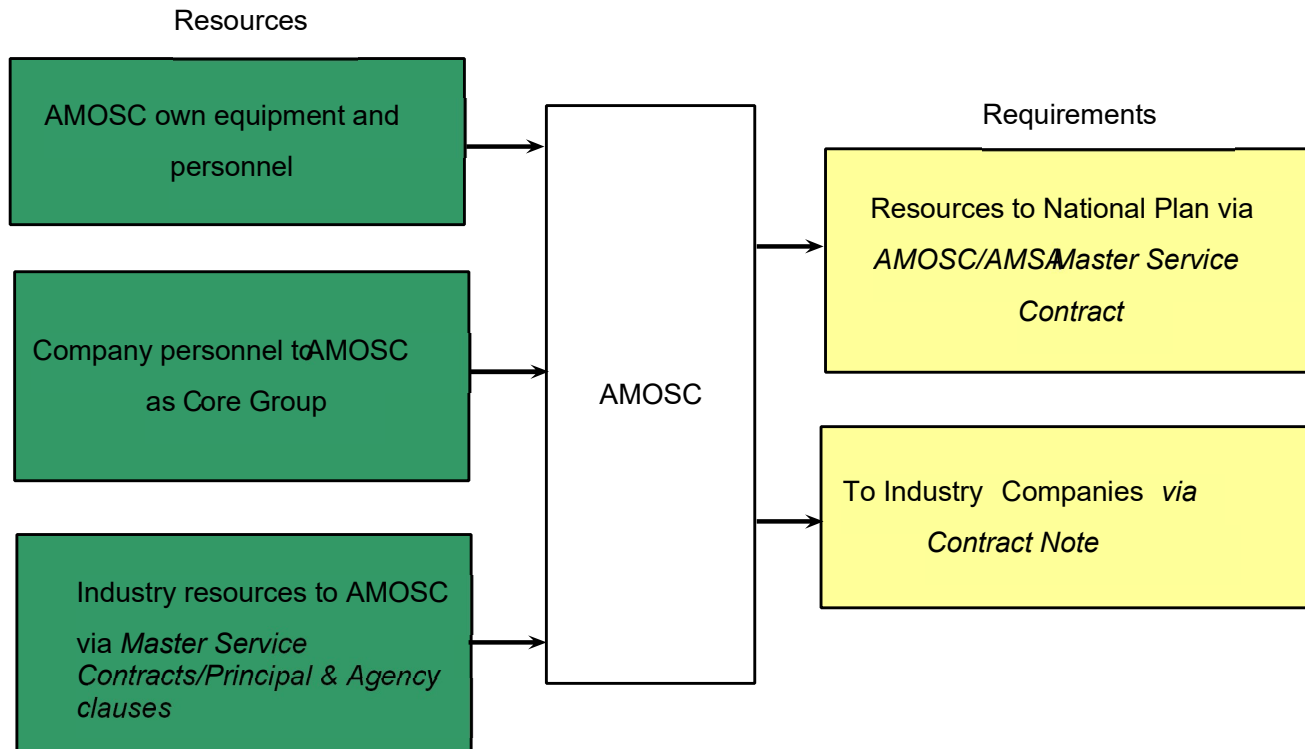 Resources
AMOSC own equipment and
personnel
Company personnel to AMOSC
as Core Group
Industry resources to AMOSC
via Master Service
Contracts/Principal & Agency
clauses
AMOSC
Requirements
Resources to National Plan via
AMOSC/AMSA Master Service
Contract
To Industry Companies via
Contract Note